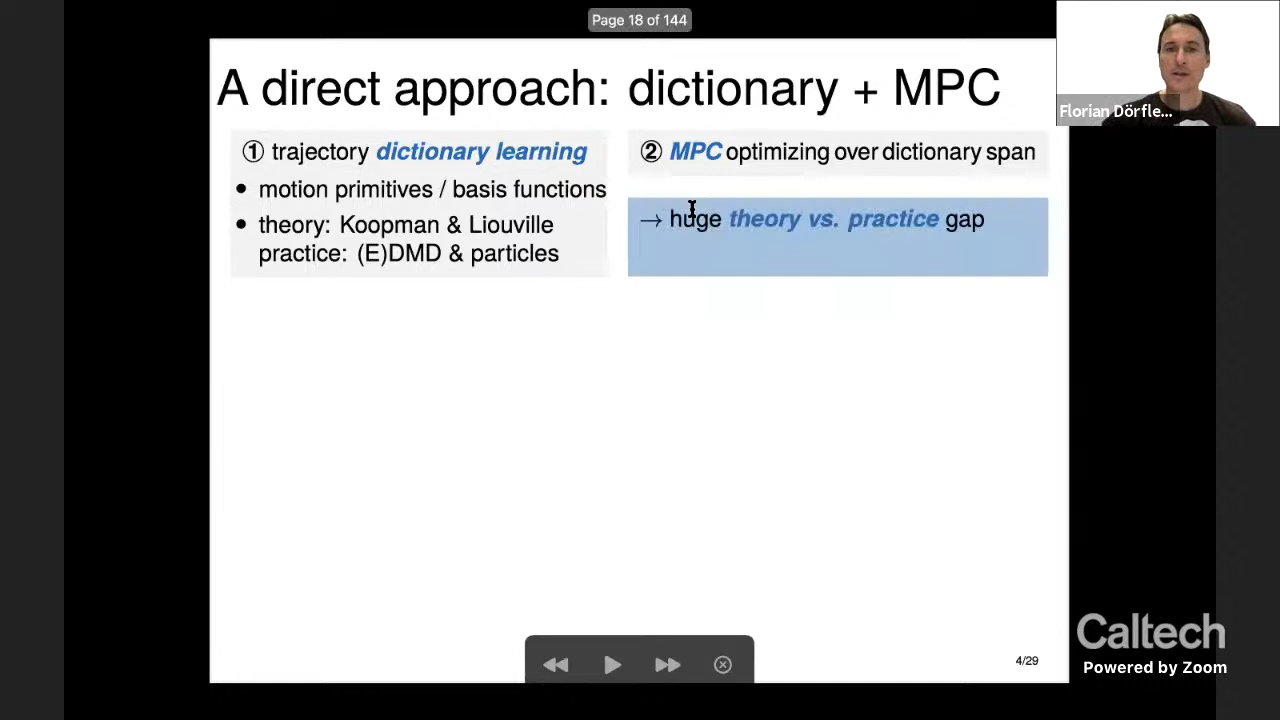 Page 18 of 144
A direct approach: dictionary + MPC
① trajectory dictionary learning
• motion primitives / basis functions
• theory: Koopman & Liouville
practice: (E)DMD & particles
② MPC optimizing over dictionary span
→ huge theory vs. practice gap
4/29
Florian Dörfle...
Caltech
Powered by Zoom